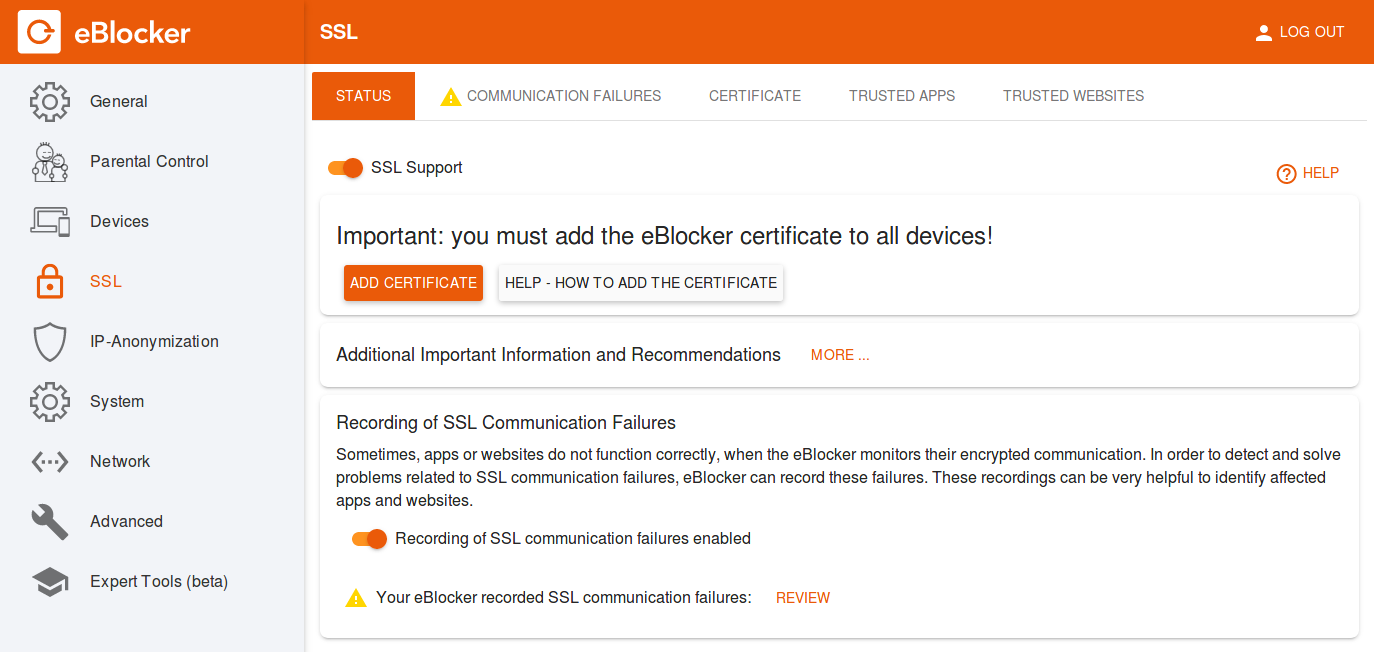 eBlocker
SSL
LOG OUT
General
Parental Control
Devices
SSL
IP-Anonymization
System
Network
Advanced
Expert Tools (beta)
STATUS
COMMUNICATION FAILURES
CERTIFICATE
TRUSTED APPS
TRUSTED WEBSITES
SSL Support
HELP
Important: you must add the eBlocker certificate to all devices!
ADD CERTIFICATE
HELP - HOW TO ADD THE CERTIFICATE
Additional Important Information and Recommendations
MORE ...
Recording of SSL Communication Failures
Sometimes, apps or websites do not function correctly, when the eBlocker monitors their encrypted communication. In order to detect and solve
problems related to SSL communication failures, eBlocker can record these failures. These recordings can be very helpful to identify affected
apps and websites.
Recording of SSL communication failures enabled
Your eBlocker recorded SSL communication failures:
REVIEW